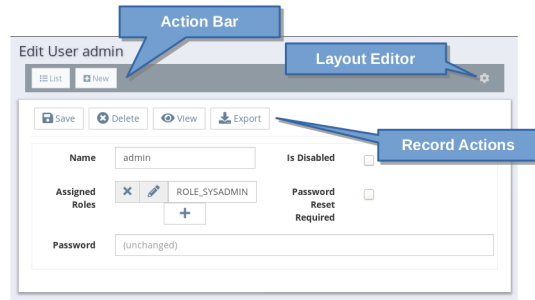 Action Bar
Edit User admin
Layout Editor
List New
Save Delete View Export
Record Actions
Name admin Is Disabled
Assigned Roles ROLE_SYSADMIN Password Reset Required
Password (unchanged)